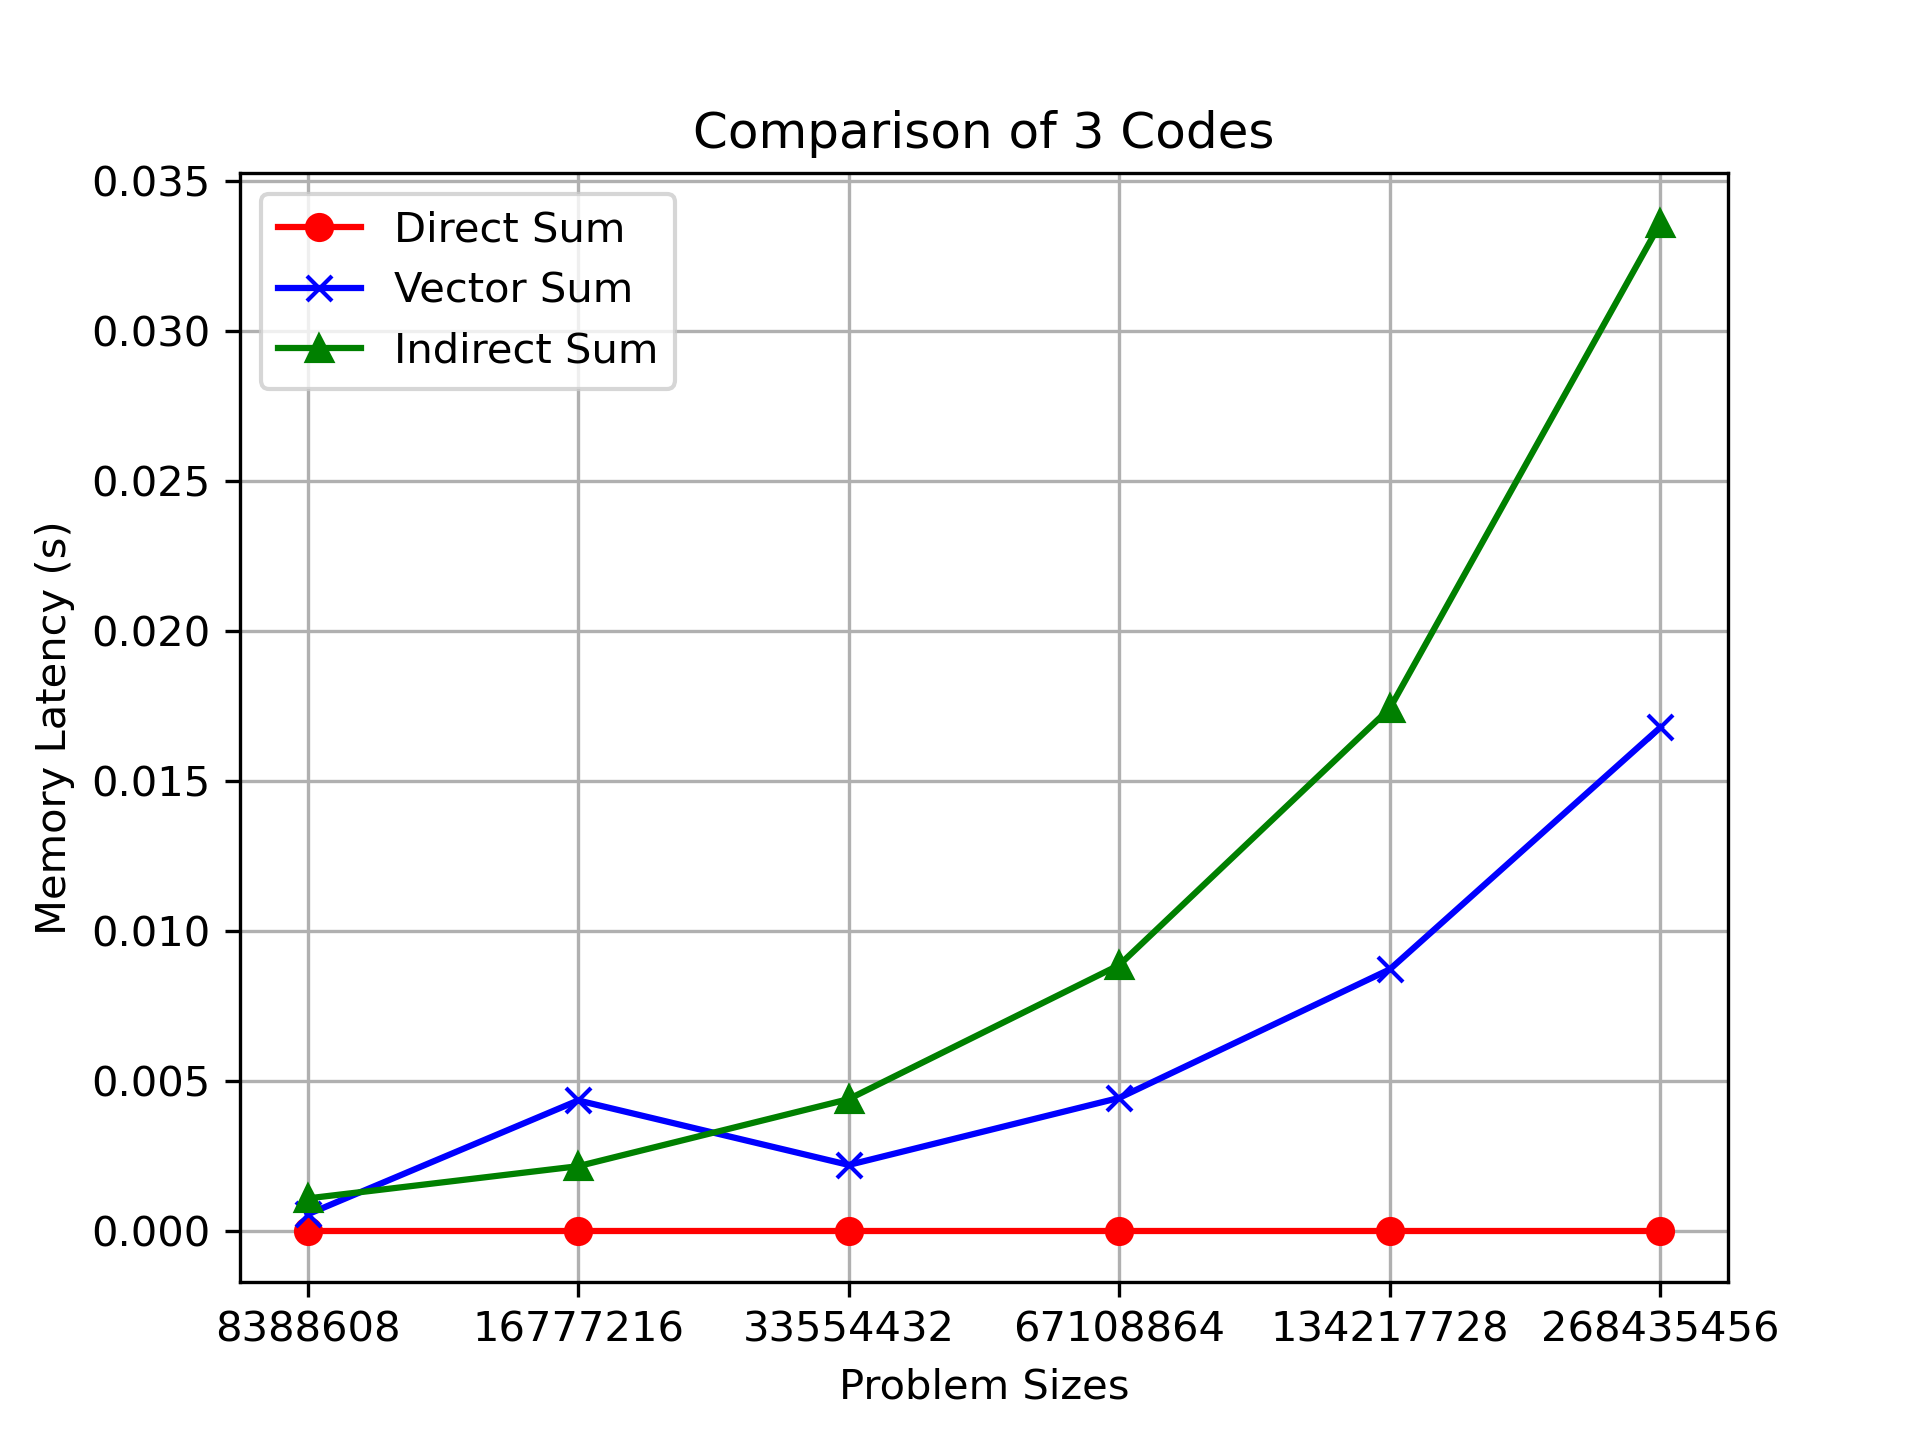 Comparison of 3 Codes
0.035
0.030
0.025
0.020
0.015
0.010
0.005
0.000
Memory Latency (s)
Direct Sum
Vector Sum
Indirect Sum
8388608 16777216 33554432 67108864 134217728 268435456
Problem Sizes